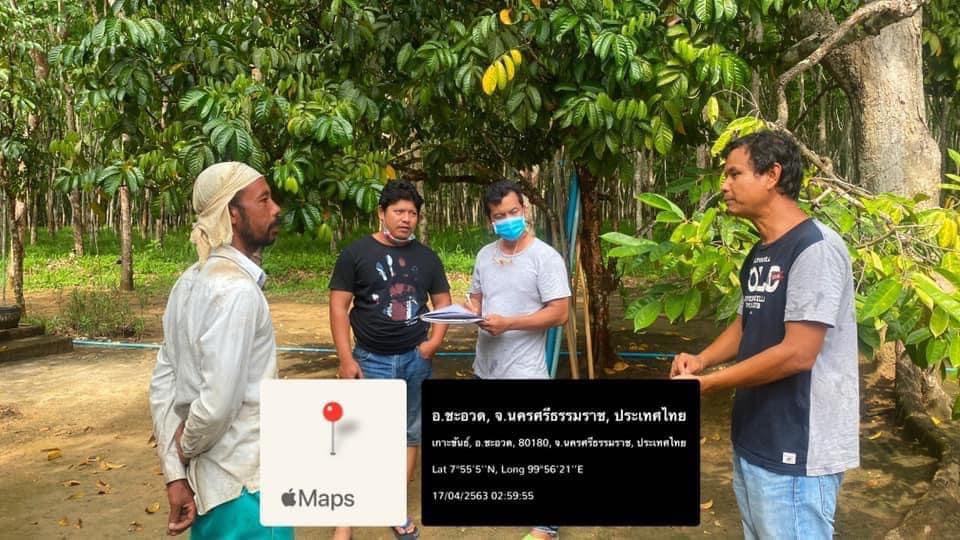 Maps
อ.ชะอวด, จ.นครศรีธรรมราช, ประเทศไทย
เกาะขันธ์, อ.ชะอวด, 80180, จ.นครศรีธรรมราช, ประเทศไทย
Lat 7°55'5''N, Long 99°56'21''E
17/04/2563 02:59:55
POLO